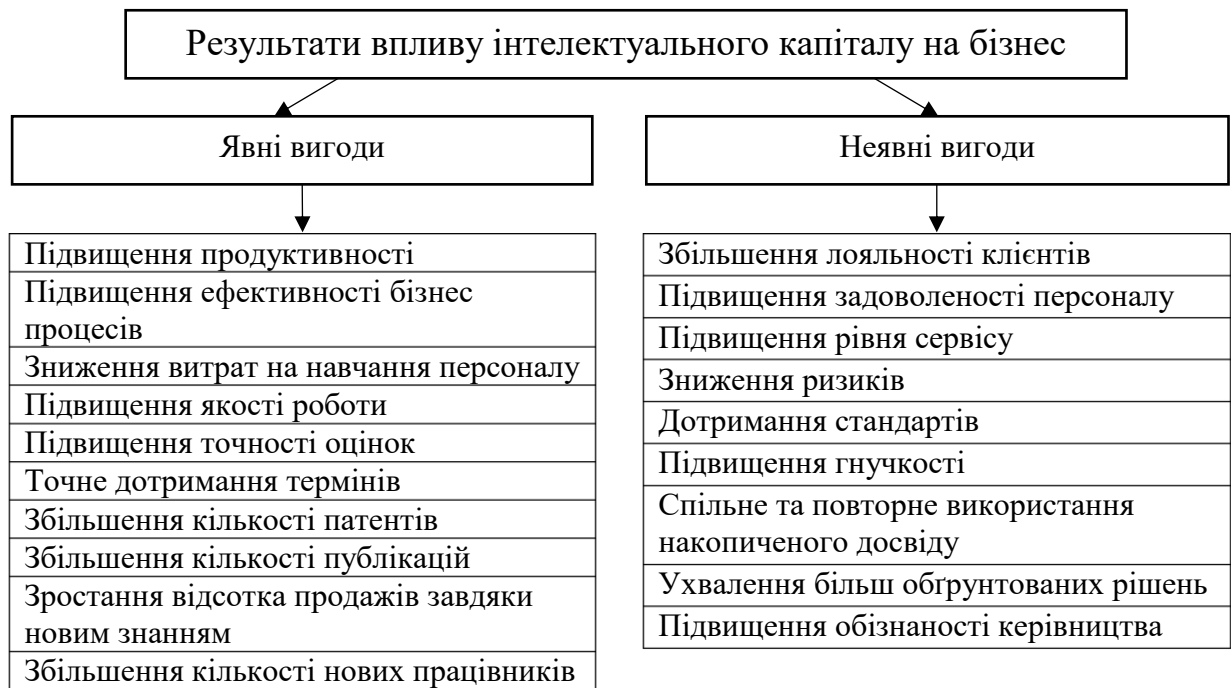 Результати впливу інтелектуального капіталу на бізнес
Явні вигоди
Підвищення продуктивності
Підвищення ефективності бізнес
процесів
Зниження витрат на навчання персоналу
Підвищення якості роботи
Підвищення точності оцінок
Точне дотримання термінів
Збільшення кількості патентів
Збільшення кількості публікацій
Зростання відсотка продажів завдяки
новим знанням
Збільшення кількості нових працівників
Неявні вигоди
Збільшення лояльності клієнтів
Підвищення задоволеності персоналу
Підвищення рівня сервісу
Зниження ризиків
Дотримання стандартів
Підвищення гнучкості
Спільне та повторне використання
накопиченого досвіду
Ухвалення більш обґрунтованих рішень
Підвищення обізнаності керівництва